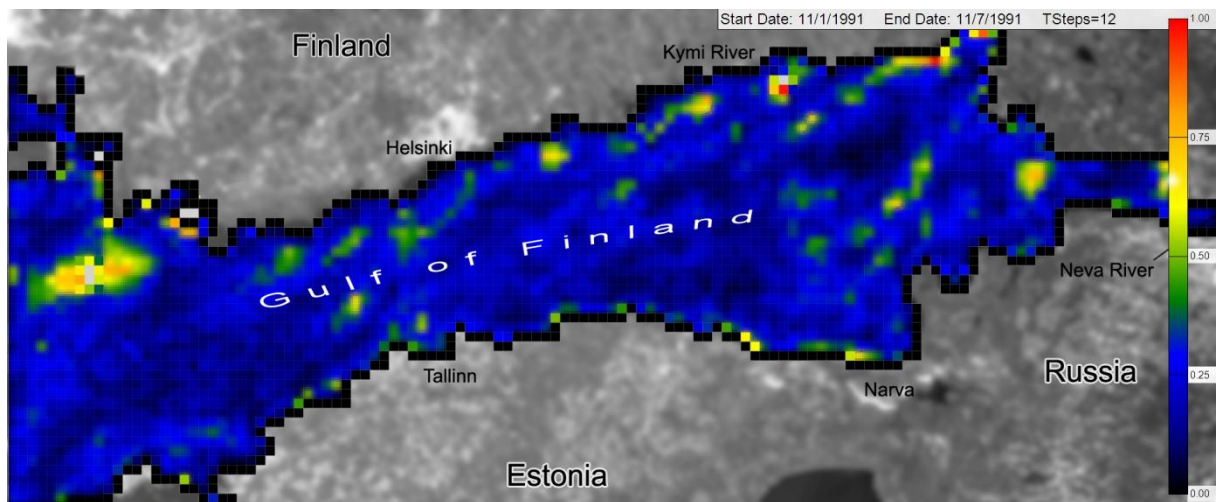 Start Date: 11/1/1991 End Date: 11/7/1991 TSteps=12
1.00
Finland
Kymi River
0.75
Helsinki
Gulf of Finland
0.50
Neva River
0.25
Tallinn
Narva
Russia
Estonia
0.00